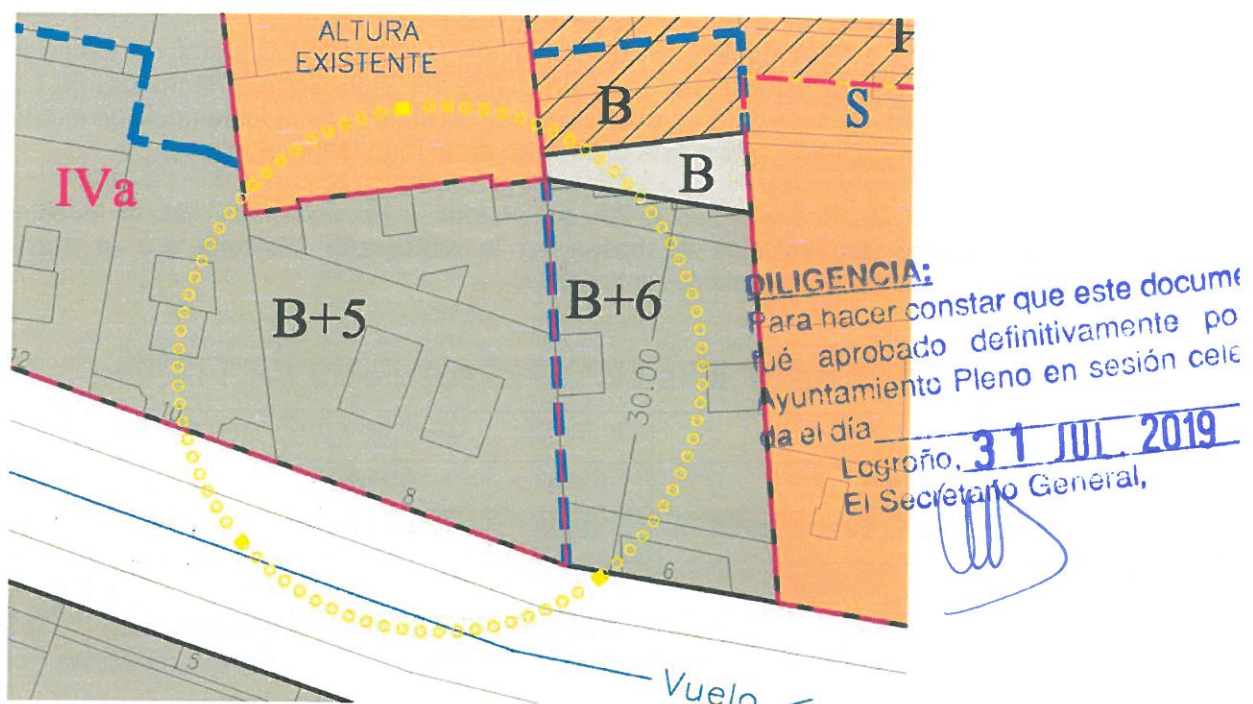 ALTURA
EXISTENTE
B
S
B
IVa
B+5
B+6
30.00
12
10
8
6
5
Vuelo
DILIGENCIA:
Para hacer constar que este docume
fué aprobado definitivamente po
Ayuntamiento Pleno en sesión cele
da el día
Logroño, 31 JUL. 2019
El Secretario General,